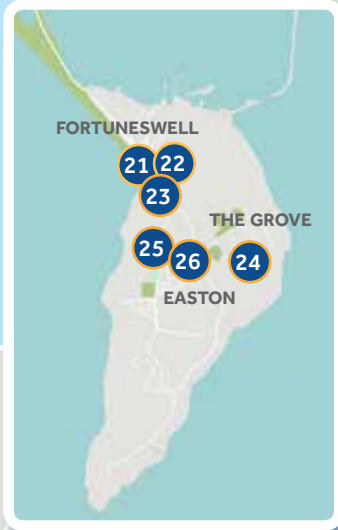 FORTUNESWELL
21 22
23
THE GROVE
25
26 24
EASTON